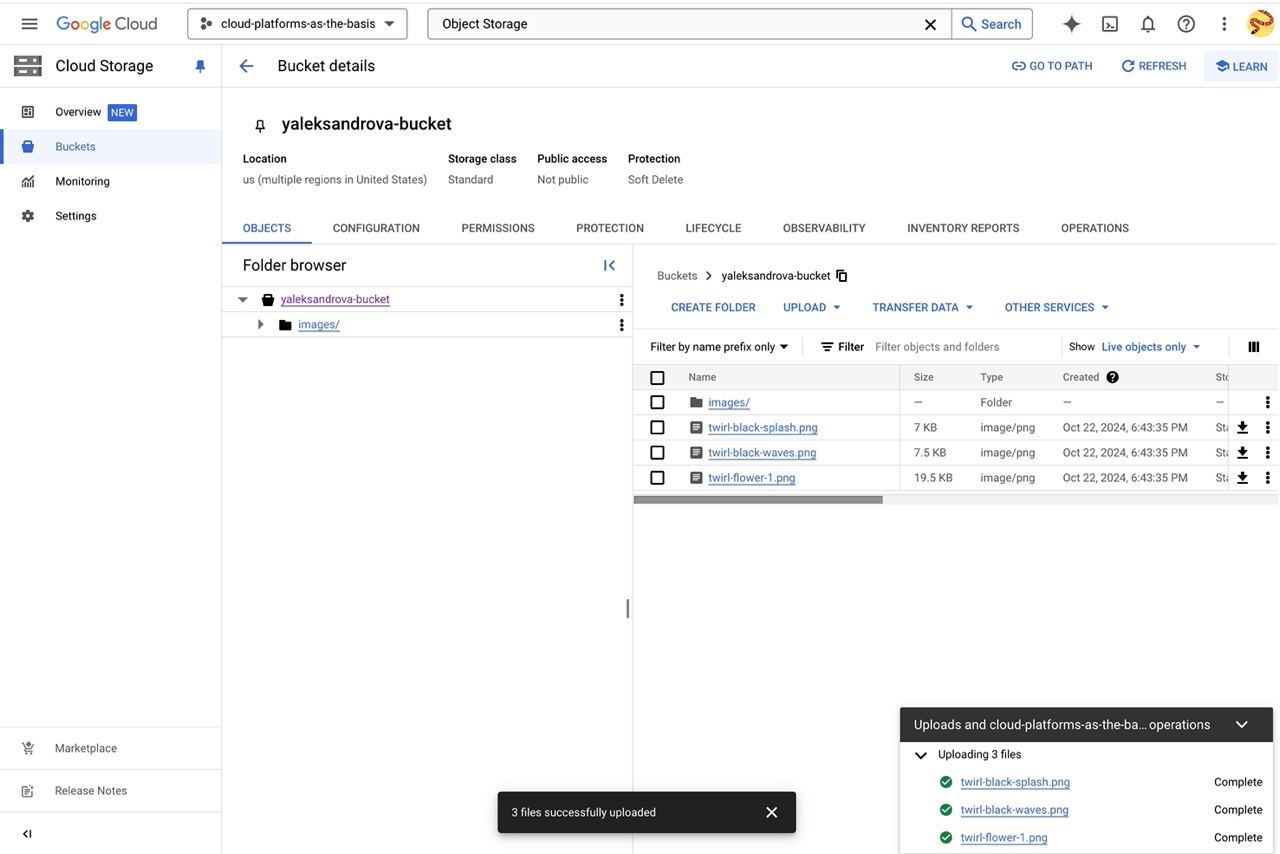 Google Cloud
cloud-platforms-as-the-basis
Object Storage
Search
Cloud Storage
Bucket details
GO TO PATH
REFRESH
LEARN
Overview NEW
Buckets
Monitoring
Settings
Marketplace
Release Notes
yaleksandrova-bucket
Location Storage class Public access Protection
us (multiple regions in United States) Standard Not public Soft Delete
OBJECTS CONFIGURATION PERMISSIONS PROTECTION LIFECYCLE OBSERVABILITY INVENTORY REPORTS OPERATIONS
Folder browser
yaleksandrova-bucket
images/
Buckets yaleksandrova-bucket
CREATE FOLDER UPLOAD TRANSFER DATA OTHER SERVICES
Filter by name prefix only Filter Filter objects and folders Show Live objects only
Name Size Type Created Sto
images/ — Folder — —
twirl-black-splash.png 7 KB image/png Oct 22, 2024, 6:43:35 PM Sta
twirl-black-waves.png 7.5 KB image/png Oct 22, 2024, 6:43:35 PM Sta
twirl-flower-1.png 19.5 KB image/png Oct 22, 2024, 6:43:35 PM Sta
3 files successfully uploaded
Uploads and cloud-platforms-as-the-ba... operations
Uploading 3 files
twirl-black-splash.png Complete
twirl-black-waves.png Complete
twirl-flower-1.png Complete